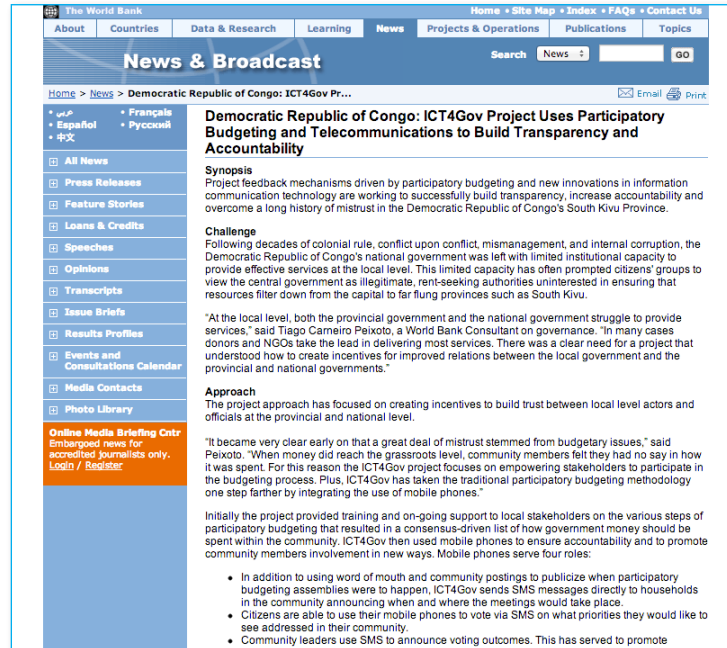 The World Bank
Home • Site Map • Index • FAQs • Contact Us
About Countries Data & Research Learning News Projects & Operations Publications Topics
News & Broadcast
Search News GO
Home > News > Democratic Republic of Congo: ICT4Gov Pr...
Email Print
• عربي • Français
• Español • Русский
• 中文
All News
Press Releases
Feature Stories
Loans & Credits
Speeches
Opinions
Transcripts
Issue Briefs
Results Profiles
Events and
Consultations Calendar
Media Contacts
Photo Library
Online Media Briefing Cntr
Embargoed news for
accredited journalists only.
Login / Register
Democratic Republic of Congo: ICT4Gov Project Uses Participatory
Budgeting and Telecommunications to Build Transparency and
Accountability
Synopsis
Project feedback mechanisms driven by participatory budgeting and new innovations in information
communication technology are working to successfully build transparency, increase accountability and
overcome a long history of mistrust in the Democratic Republic of Congo's South Kivu Province.
Challenge
Following decades of colonial rule, conflict upon conflict, mismanagement, and internal corruption, the
Democratic Republic of Congo's national government was left with limited institutional capacity to
provide effective services at the local level. This limited capacity has often prompted citizens' groups to
view the central government as illegitimate, rent-seeking authorities uninterested in ensuring that
resources filter down from the capital to far flung provinces such as South Kivu.
“At the local level, both the provincial government and the national government struggle to provide
services,” said Tiago Carneiro Peixoto, a World Bank Consultant on governance. “In many cases
donors and NGOs take the lead in delivering most services. There was a clear need for a project that
understood how to create incentives for improved relations between the local government and the
provincial and national governments.”
Approach
The project approach has focused on creating incentives to build trust between local level actors and
officials at the provincial and national level.
“It became very clear early on that a great deal of mistrust stemmed from budgetary issues,” said
Peixoto. “When money did reach the grassroots level, community members felt they had no say in how
it was spent. For this reason the ICT4Gov project focuses on empowering stakeholders to participate in
the budgeting process. Plus, ICT4Gov has taken the traditional participatory budgeting methodology
one step farther by integrating the use of mobile phones.”
Initially the project provided training and on-going support to local stakeholders on the various steps of
participatory budgeting that resulted in a consensus-driven list of how government money should be
spent within the community. ICT4Gov then used mobile phones to ensure accountability and to promote
community members involvement in new ways. Mobile phones serve four roles:
• In addition to using word of mouth and community postings to publicize when participatory
budgeting assemblies were to happen, ICT4Gov sends SMS messages directly to households
in the community announcing when and where the meetings would take place.
• Citizens are able to use their mobile phones to vote via SMS on what priorities they would like to
see addressed in their community.
• Community leaders use SMS to announce voting outcomes. This has served to promote